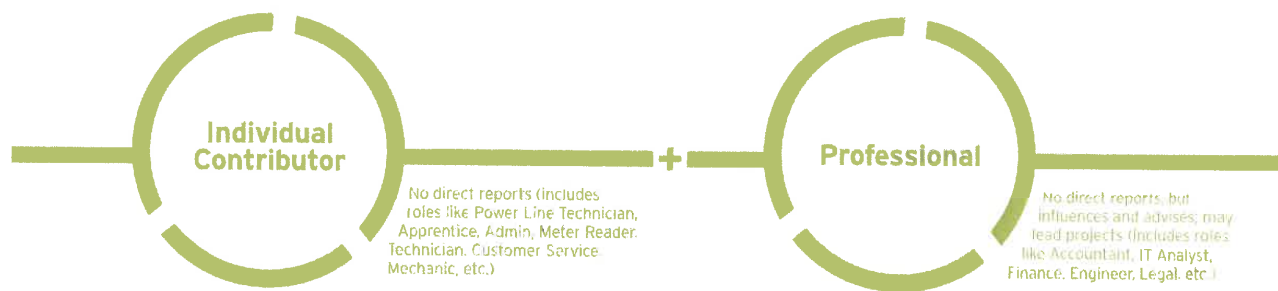 Individual
Contributor
No direct reports (includes
roles like Power Line Technician,
Apprentice, Admin, Meter Reader,
Technician, Customer Service,
Mechanic, etc.)
+
Professional
No direct reports, but
influences and advises; may
lead projects (includes roles
like Accountant, IT Analyst,
Finance, Engineer, Legal, etc.)